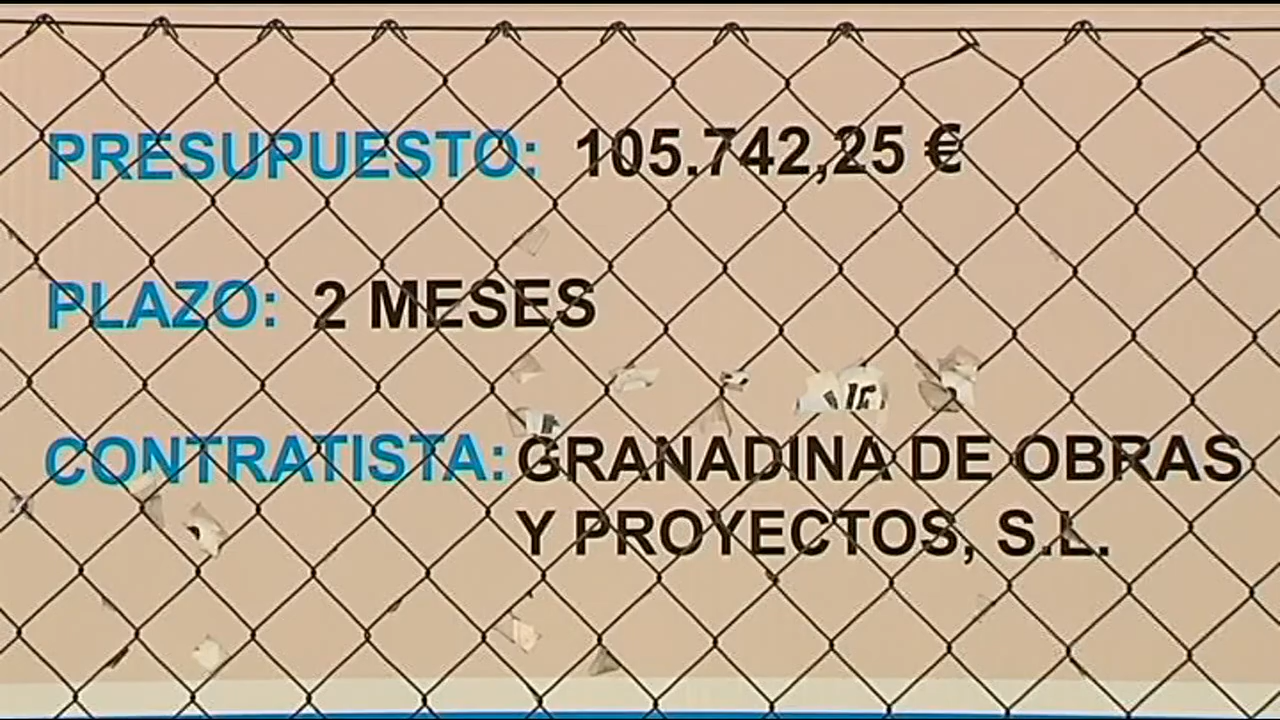 PRESUPUESTO: 105.742,25 €
PLAZO: 2 MESES
CONTRATISTA: GRANADINA DE OBRAS
Y PROYECTOS, S.L.